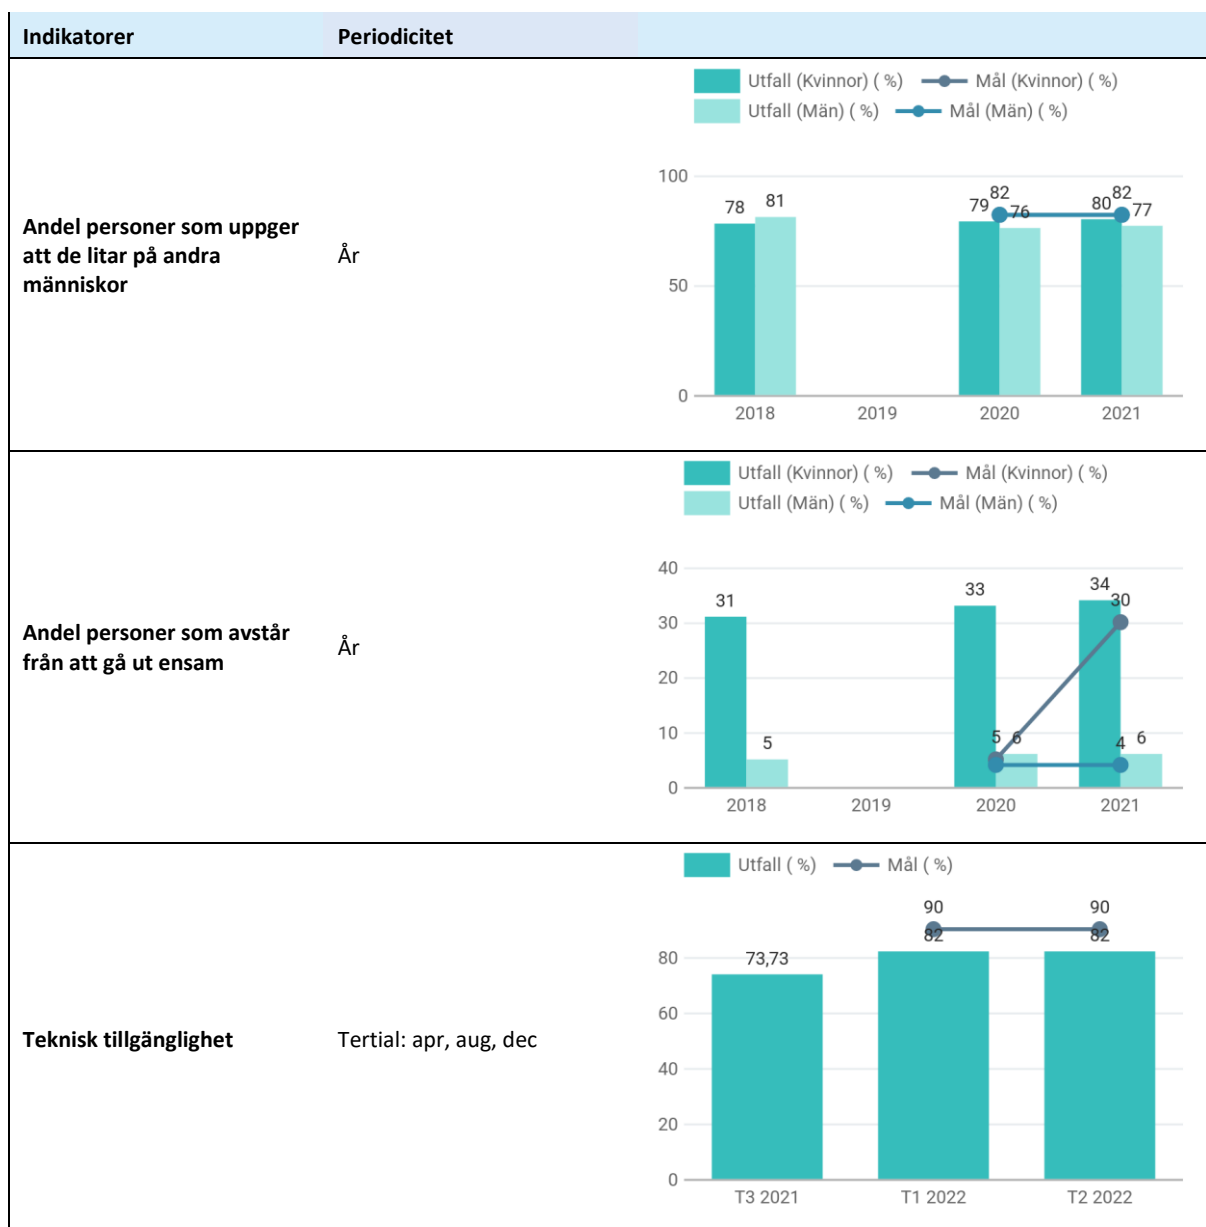 Indikatorer Periodicitet
Utfall (Kvinnor) ( %) Mål (Kvinnor) ( %)
Utfall (Män) ( %) Mål (Män) ( %)
Andel personer som uppger
att de litar på andra
människor
År
100
50
0
78 81
79 82 76
80 82 77
2018 2019 2020 2021
Utfall (Kvinnor) ( %) Mål (Kvinnor) ( %)
Utfall (Män) ( %) Mål (Män) ( %)
Andel personer som avstår
från att gå ut ensam
År
40
30
20
10
0
31 5
33 5 6
34 30 4 6
2018 2019 2020 2021
Utfall ( %) Mål ( %)
Teknisk tillgänglighet
Tertial: apr, aug, dec
80
60
40
20
0
73,73
90 82
90 82
T3 2021 T1 2022 T2 2022